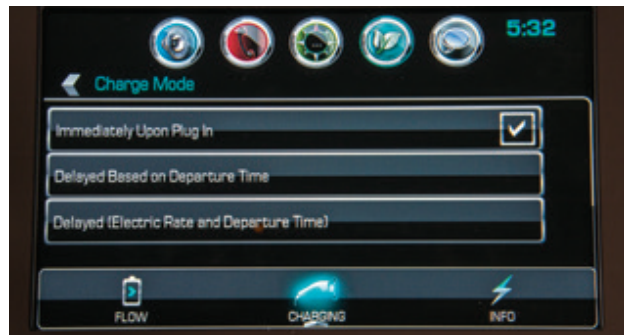 5:32
Charge Mode
Immediately Upon Plug In
Delayed Based on Departure Time
Delayed (Electric Rate and Departure Time)
FLOW
CHARGING
INFO